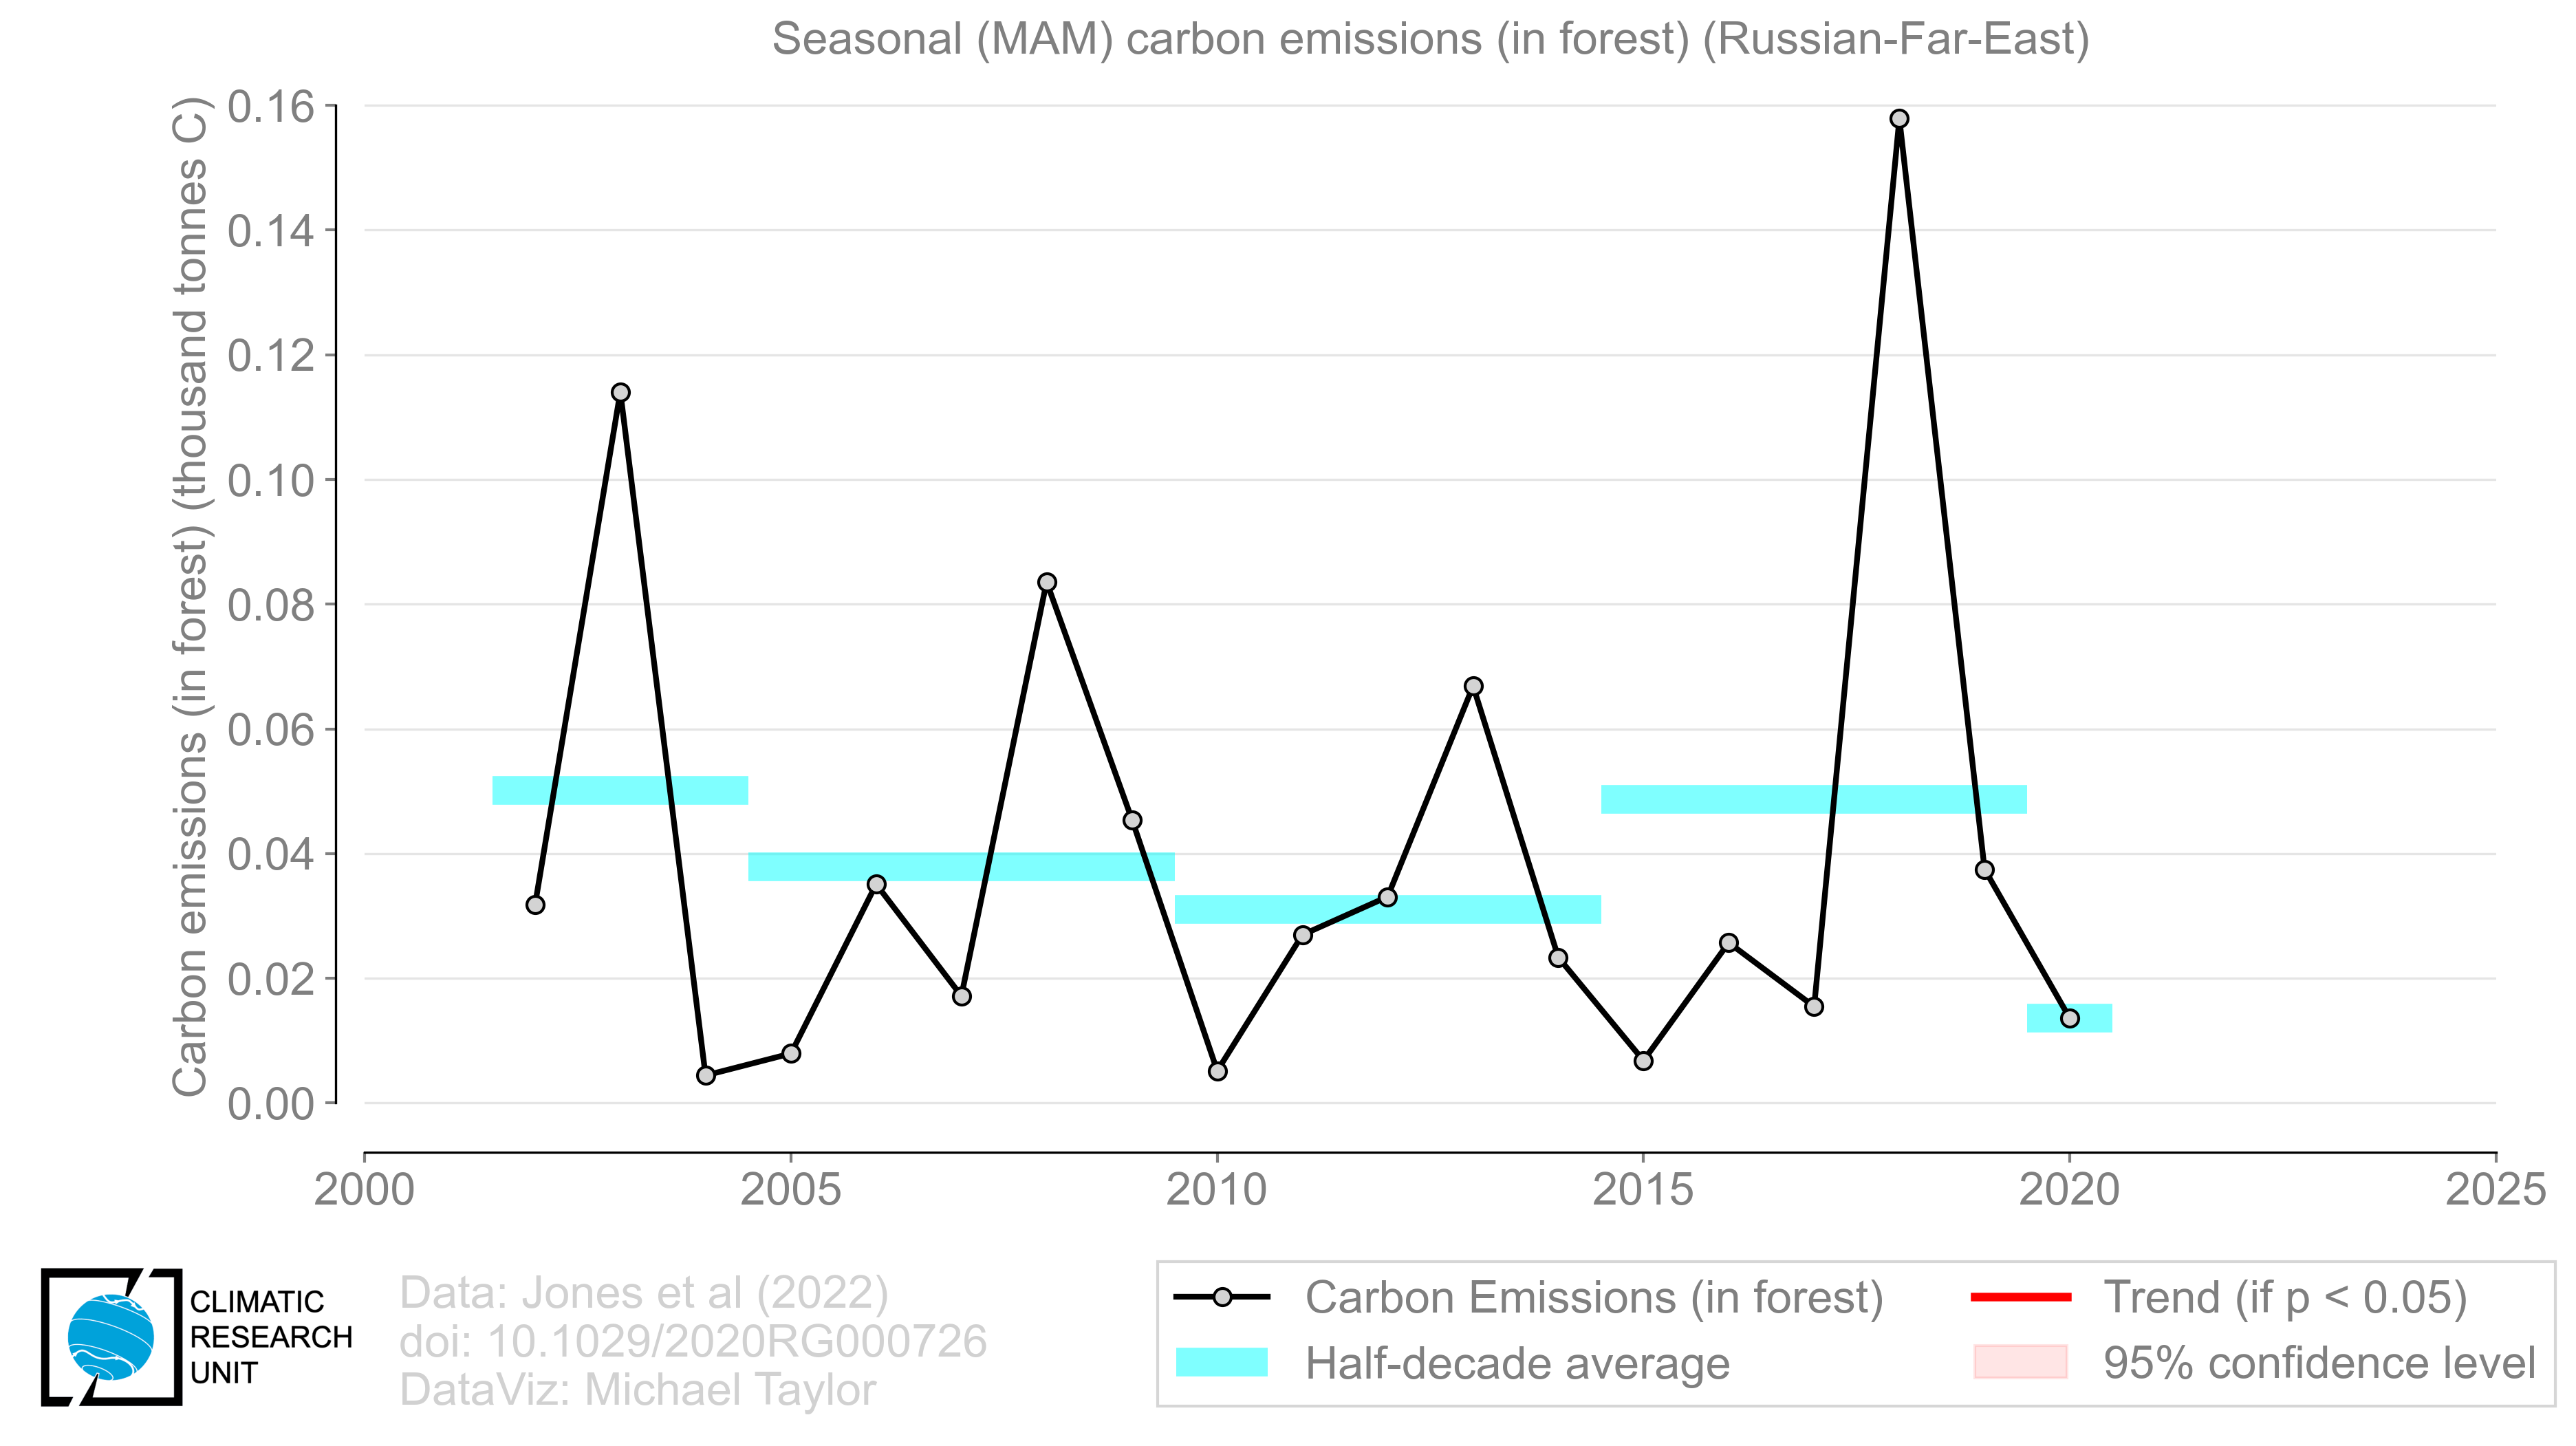 Seasonal (MAM) carbon emissions (in forest) (Russian-Far-East)
Carbon emissions (in forest) (thousand tonnes C)
0.16
0.14
0.12
0.10
0.08
0.06
0.04
0.02
0.00
2000
2005
2010
2015
2020
2025
CLIMATIC
RESEARCH
UNIT
Data: Jones et al (2022)
doi: 10.1029/2020RG000726
DataViz: Michael Taylor
Carbon Emissions (in forest)
Half-decade average
Trend (if p < 0.05)
95% confidence level